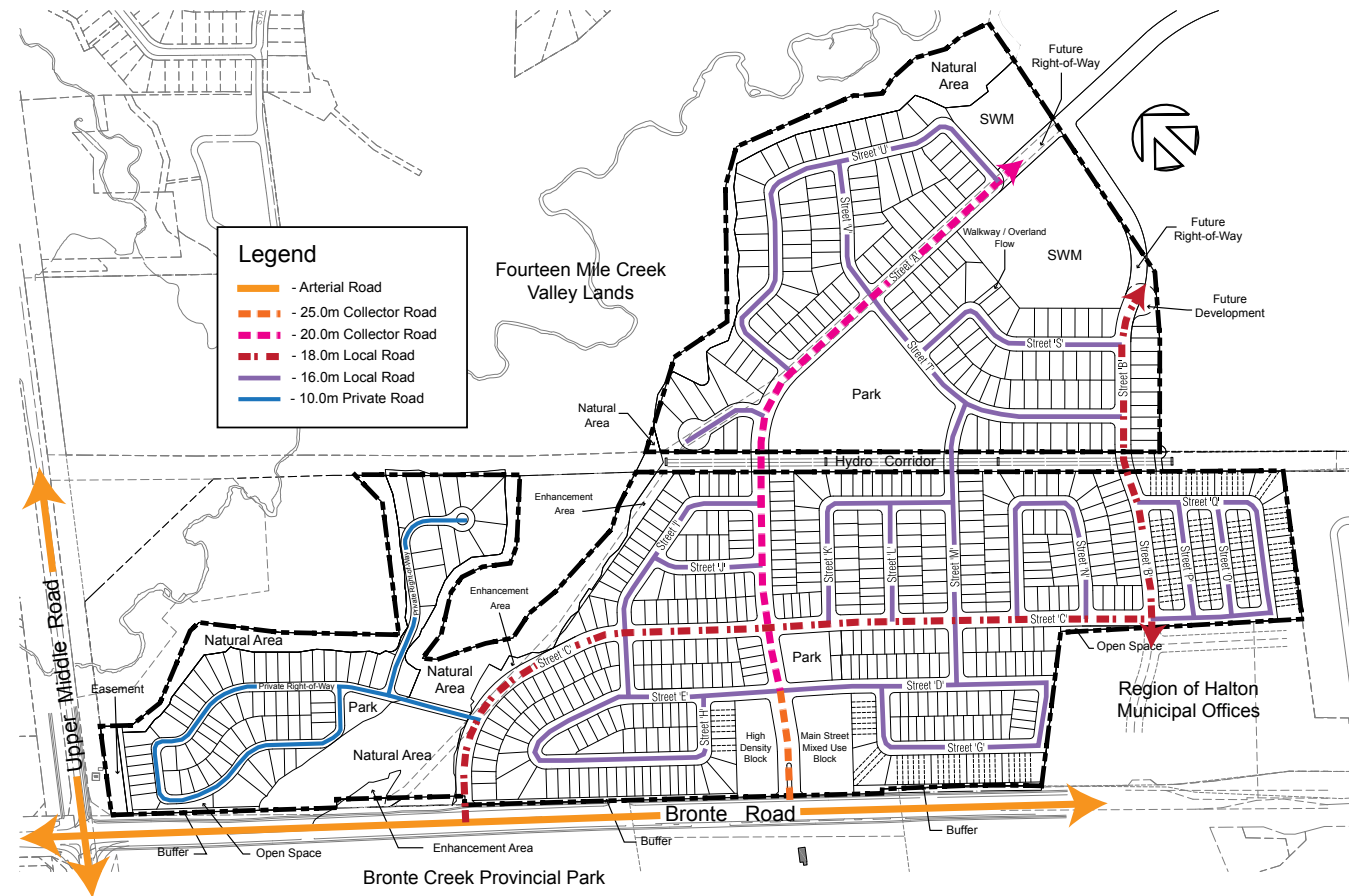 Natural
Area
Future
Right-of-Way
SWM
Street 'U'
Street 'V'
Street 'A'
Walkway / Overland
Flow
SWM
Future
Right-of-Way
Future
Development
Legend
- Arterial Road
- 25.0m Collector Road
- 20.0m Collector Road
- 18.0m Local Road
- 16.0m Local Road
- 10.0m Private Road
Fourteen Mile Creek
Valley Lands
Street 'S'
Street 'T'
Street 'B'
Park
Natural
Area
Hydro Corridor
Enhancement
Area
Street 'I'
Street 'J'
Street 'K'
Street 'L'
Street 'M'
Street 'N'
Street 'B'
Street 'Q'
Street 'P'
Street 'O'
Private Right-of-Way
Enhancement
Area
Street 'C'
Street 'C'
Open Space
Natural Area
Natural
Area
Park
Easement
Private Right-of-Way
Park
Street 'E'
Street 'D'
Street 'H'
Street 'G'
Region of Halton
Municipal Offices
High
Density
Block
Main Street
Mixed Use
Block
Natural Area
Upper Middle Road
Bronte Road
Buffer
Open Space
Enhancement Area
Buffer
Buffer
Bronte Creek Provincial Park